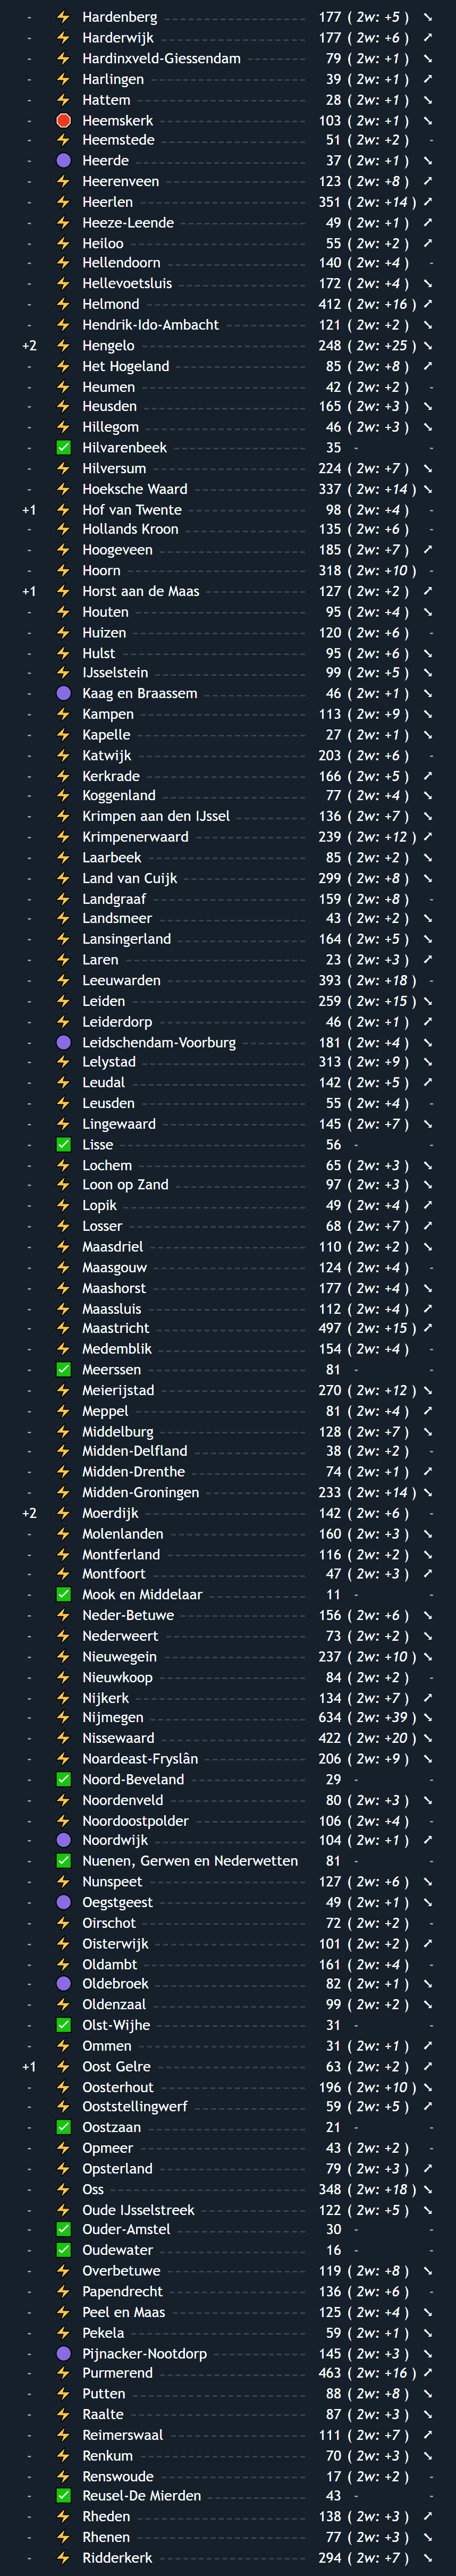 - ⚡ Hardenberg 177 ( 2w: +5 ) ↘
- ⚡ Harderwijk 177 ( 2w: +6 ) ↗
- ⚡ Hardinxveld-Giessendam 79 ( 2w: +1 ) ↘
- ⚡ Harlingen 39 ( 2w: +1 ) ↗
- ⚡ Hattem 28 ( 2w: +1 ) ↘
- 🛑 Heemskerk 103 ( 2w: +1 ) ↘
- ⚡ Heemstede 51 ( 2w: +2 ) -
- 🟣 Heerde 37 ( 2w: +1 ) ↘
- ⚡ Heerenveen 123 ( 2w: +8 ) ↗
- ⚡ Heerlen 351 ( 2w: +14 ) ↗
- ⚡ Heeze-Leende 49 ( 2w: +1 ) ↗
- ⚡ Heiloo 55 ( 2w: +2 ) ↗
- ⚡ Hellendoorn 140 ( 2w: +4 ) -
- ⚡ Hellevoetsluis 172 ( 2w: +4 ) ↘
- ⚡ Helmond 412 ( 2w: +16 ) ↗
- ⚡ Hendrik-Ido-Ambacht 121 ( 2w: +2 ) ↘
+2 ⚡ Hengelo 248 ( 2w: +25 ) ↘
- ⚡ Het Hogeland 85 ( 2w: +8 ) ↗
- ⚡ Heumen 42 ( 2w: +2 ) -
- ⚡ Heusden 165 ( 2w: +3 ) ↘
- ⚡ Hillegom 46 ( 2w: +3 ) ↘
- ✅ Hilvarenbeek 35 - -
- ⚡ Hilversum 224 ( 2w: +7 ) ↘
- ⚡ Hoeksche Waard 337 ( 2w: +14 ) ↘
+1 ⚡ Hof van Twente 98 ( 2w: +4 ) -
- ⚡ Hollands Kroon 135 ( 2w: +6 ) -
- ⚡ Hoogeveen 185 ( 2w: +7 ) ↗
- ⚡ Hoorn 318 ( 2w: +10 ) -
+1 ⚡ Horst aan de Maas 127 ( 2w: +2 ) ↗
- ⚡ Houten 95 ( 2w: +4 ) ↘
- ⚡ Huizen 120 ( 2w: +6 ) -
- ⚡ Hulst 95 ( 2w: +6 ) ↘
- ⚡ IJsselstein 99 ( 2w: +5 ) ↘
- 🟣 Kaag en Braassem 46 ( 2w: +1 ) ↘
- ⚡ Kampen 113 ( 2w: +9 ) ↘
- ⚡ Kapelle 27 ( 2w: +1 ) ↘
- ⚡ Katwijk 203 ( 2w: +6 ) -
- ⚡ Kerkrade 166 ( 2w: +5 ) ↗
- ⚡ Koggenland 77 ( 2w: +4 ) ↘
- ⚡ Krimpen aan den IJssel 136 ( 2w: +7 ) ↘
- ⚡ Krimpenerwaard 239 ( 2w: +12 ) ↗
- ⚡ Laarbeek 85 ( 2w: +2 ) ↘
- ⚡ Land van Cuijk 299 ( 2w: +8 ) ↘
- ⚡ Landgraaf 159 ( 2w: +8 ) -
- ⚡ Landsmeer 43 ( 2w: +2 ) ↘
- ⚡ Lansingerland 164 ( 2w: +5 ) ↘
- ⚡ Laren 23 ( 2w: +3 ) ↗
- ⚡ Leeuwarden 393 ( 2w: +18 ) -
- ⚡ Leiden 259 ( 2w: +15 ) ↘
- ⚡ Leiderdorp 46 ( 2w: +1 ) ↗
- 🟣 Leidschendam-Voorburg 181 ( 2w: +4 ) ↘
- ⚡ Lelystad 313 ( 2w: +9 ) ↘
- ⚡ Leudal 142 ( 2w: +5 ) ↗
- ⚡ Leusden 55 ( 2w: +4 ) -
- ⚡ Lingewaard 145 ( 2w: +7 ) ↘
- ✅ Lisse 56 - -
- ⚡ Lochem 65 ( 2w: +3 ) ↘
- ⚡ Loon op Zand 97 ( 2w: +3 ) ↘
- ⚡ Lopik 49 ( 2w: +4 ) ↗
- ⚡ Losser 68 ( 2w: +7 ) ↗
- ⚡ Maasdriel 110 ( 2w: +2 ) ↘
- ⚡ Maasgouw 124 ( 2w: +4 ) -
- ⚡ Maashorst 177 ( 2w: +4 ) ↘
- ⚡ Maassluis 112 ( 2w: +4 ) ↗
- ⚡ Maastricht 497 ( 2w: +15 ) ↗
- ⚡ Medemblik 154 ( 2w: +4 ) -
- ✅ Meerssen 81 - -
- ⚡ Meierijstad 270 ( 2w: +12 ) ↘
- ⚡ Meppel 81 ( 2w: +4 ) ↗
- ⚡ Middelburg 128 ( 2w: +7 ) ↘
- ⚡ Midden-Delfland 38 ( 2w: +2 ) -
- ⚡ Midden-Drenthe 74 ( 2w: +1 ) ↗
- ⚡ Midden-Groningen 233 ( 2w: +14 ) ↘
+2 ⚡ Moerdijk 142 ( 2w: +6 ) -
- ⚡ Molenlanden 160 ( 2w: +3 ) ↘
- ⚡ Montferland 116 ( 2w: +2 ) ↘
- ⚡ Montfoort 47 ( 2w: +3 ) ↗
- ✅ Mook en Middelaar 11 - -
- ⚡ Neder-Betuwe 156 ( 2w: +6 ) ↘
- ⚡ Nederweert 73 ( 2w: +2 ) ↘
- ⚡ Nieuwegein 237 ( 2w: +10 ) ↘
- ⚡ Nieuwkoop 84 ( 2w: +2 ) -
- ⚡ Nijkerk 134 ( 2w: +7 ) ↗
- ⚡ Nijmegen 634 ( 2w: +39 ) ↘
- ⚡ Nissewaard 422 ( 2w: +20 ) ↘
- ⚡ Noardeast-Fryslân 206 ( 2w: +9 ) ↘
- ✅ Noord-Beveland 29 - -
- ⚡ Noordenveld 80 ( 2w: +3 ) ↘
- ⚡ Noordoostpolder 106 ( 2w: +4 ) -
- 🟣 Noordwijk 104 ( 2w: +1 ) ↗
- ✅ Nuenen, Gerwen en Nederwetten 81 - -
- ⚡ Nunspeet 127 ( 2w: +6 ) ↘
- 🟣 Oegstgeest 49 ( 2w: +1 ) ↘
- ⚡ Oirschot 72 ( 2w: +2 ) -
- ⚡ Oisterwijk 101 ( 2w: +2 ) ↗
- ⚡ Oldambt 161 ( 2w: +4 ) -
- 🟣 Oldebroek 82 ( 2w: +1 ) ↘
- ⚡ Oldenzaal 99 ( 2w: +2 ) ↘
- ✅ Olst-Wijhe 31 - -
- ⚡ Ommen 31 ( 2w: +1 ) ↗
+1 ⚡ Oost Gelre 63 ( 2w: +2 ) ↗
- ⚡ Oosterhout 196 ( 2w: +10 ) ↘
- ⚡ Ooststellingwerf 59 ( 2w: +5 ) ↗
- ✅ Oostzaan 21 - -
- ⚡ Opmeer 43 ( 2w: +2 ) -
- ⚡ Opsterland 79 ( 2w: +3 ) ↗
- ⚡ Oss 348 ( 2w: +18 ) ↘
- ⚡ Oude IJsselstreek 122 ( 2w: +5 ) ↘
- ✅ Ouder-Amstel 30 - -
- ✅ Oudewater 16 - -
- ⚡ Overbetuwe 119 ( 2w: +8 ) ↘
- ⚡ Papendrecht 136 ( 2w: +6 ) -
- ⚡ Peel en Maas 125 ( 2w: +4 ) ↘
- ⚡ Pekela 59 ( 2w: +1 ) ↘
- 🟣 Pijnacker-Nootdorp 145 ( 2w: +3 ) ↘
- ⚡ Purmerend 463 ( 2w: +16 ) ↗
- ⚡ Putten 88 ( 2w: +8 ) ↘
- ⚡ Raalte 87 ( 2w: +3 ) ↘
- ⚡ Reimerswaal 111 ( 2w: +7 ) ↗
- ⚡ Renkum 70 ( 2w: +3 ) ↘
- ⚡ Renswoude 17 ( 2w: +2 ) -
- ✅ Reusel-De Mierden 43 - -
- ⚡ Rheden 138 ( 2w: +3 ) ↗
- ⚡ Rhenen 77 ( 2w: +3 ) ↘
- ⚡ Ridderkerk 294 ( 2w: +7 ) ↘